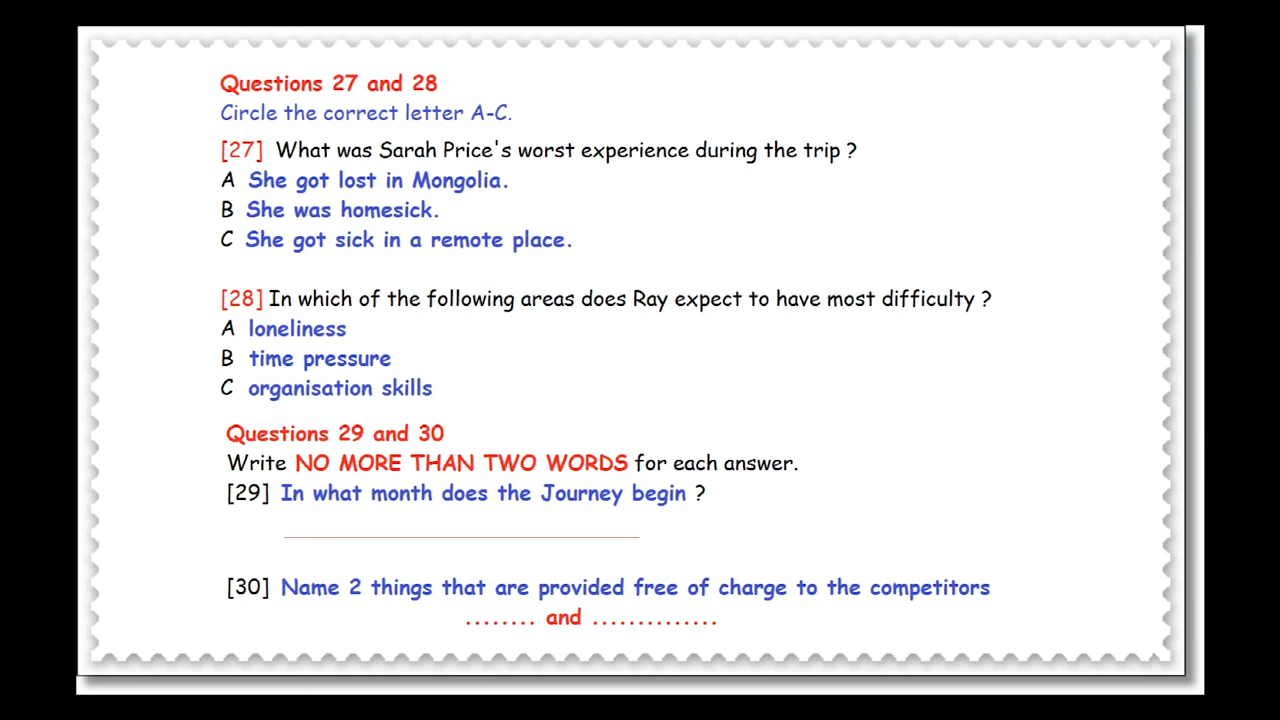 Questions 27 and 28
Circle the correct letter A-C.
[27] What was Sarah Price's worst experience during the trip ?
A She got lost in Mongolia.
B She was homesick.
C She got sick in a remote place.
[28] In which of the following areas does Ray expect to have most difficulty ?
A loneliness
B time pressure
C organisation skills
Questions 29 and 30
Write NO MORE THAN TWO WORDS for each answer.
[29] In what month does the Journey begin ?
[30] Name 2 things that are provided free of charge to the competitors
........ and ..............